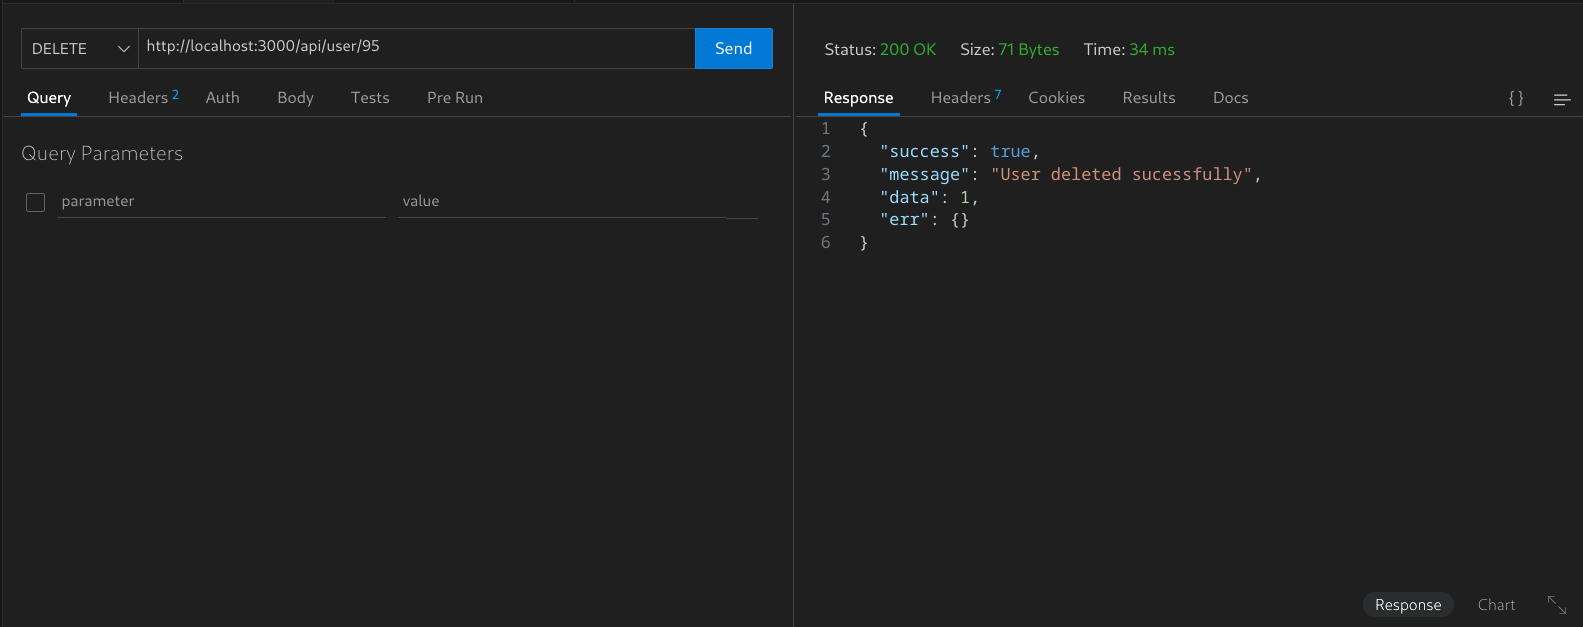 DELETE http://localhost:3000/api/user/95 Send
Query Headers 2 Auth Body Tests Pre Run
Query Parameters
parameter value
Status: 200 OK Size: 71 Bytes Time: 34 ms
Response Headers 7 Cookies Results Docs {}
1 {
2 "success": true,
3 "message": "User deleted sucessfully",
4 "data": 1,
5 "err": {}
6 }
Response Chart